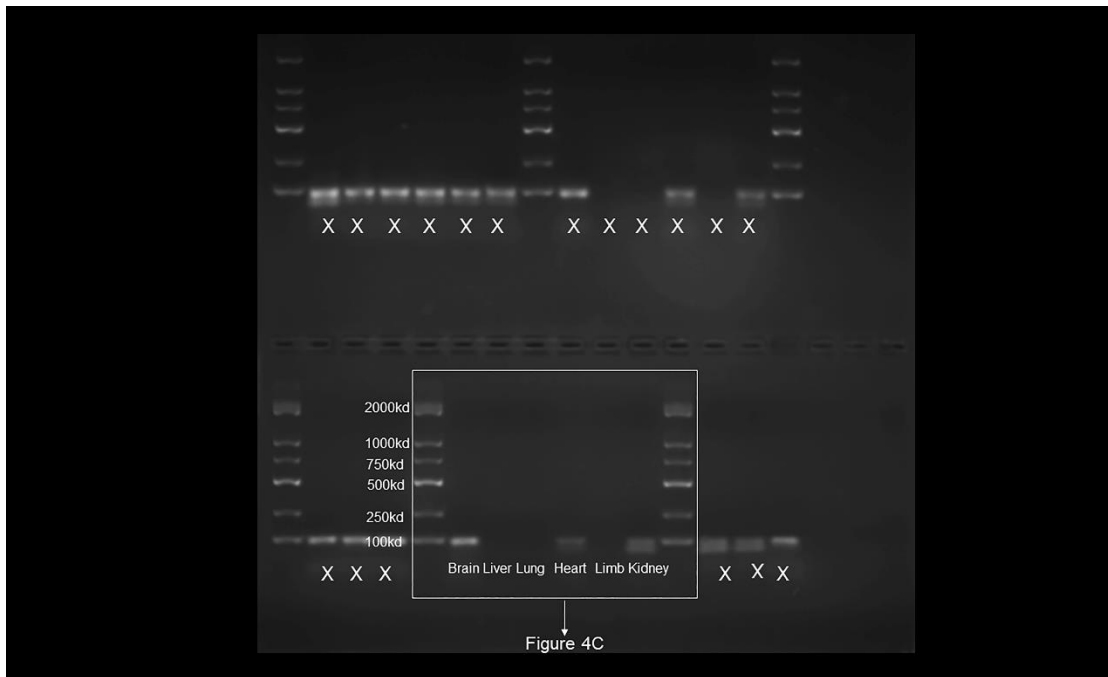 X X X X X X X X X X X X
2000kd
1000kd
750kd
500kd
250kd
100kd
Brain Liver Lung Heart Limb Kidney
X X X X X X
Figure 4C